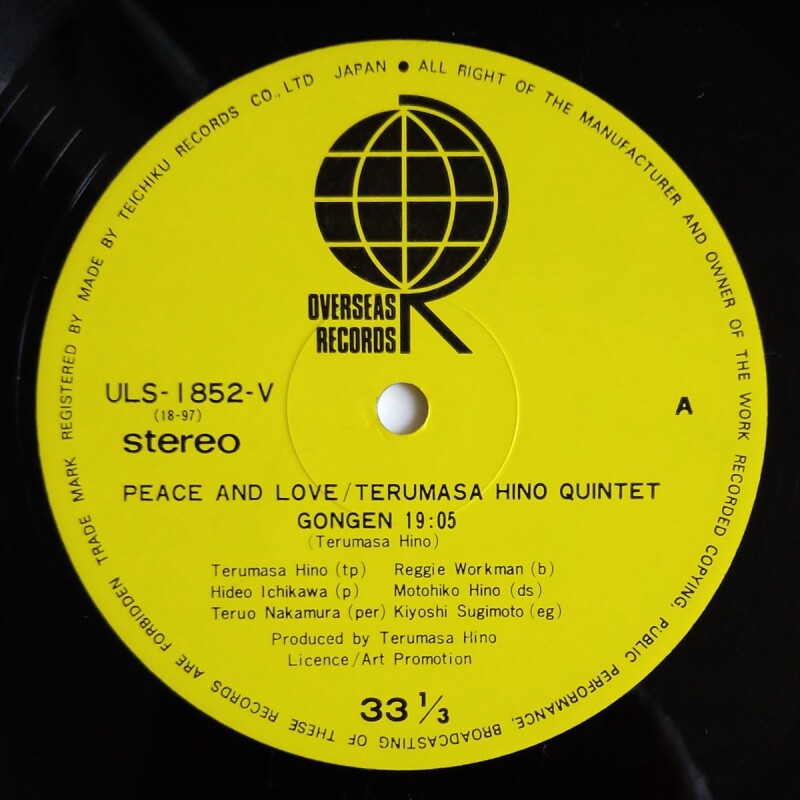 TRADE MARK REGISTERED BY MADE BY TEICHIKU RECORDS CO., LTD JAPAN ● ALL RIGHT OF THE MANUFACTURER AND OWNER OF THE WORK RECORDED COPYING, PUBLIC PERFORMANCE, BROADCASTING OF THESE RECORDS ARE FORBIDDEN
OVERSEAS
RECORDS
R
ULS-1852-V
(18-97)
stereo
A
PEACE AND LOVE/TERUMASA HINO QUINTET
GONGEN 19:05
(Terumasa Hino)
Terumasa Hino (tp) Reggie Workman (b)
Hideo Ichikawa (p) Motohiko Hino (ds)
Teruo Nakamura (per) Kiyoshi Sugimoto (eg)
Produced by Terumasa Hino
Licence/Art Promotion
33 1/3